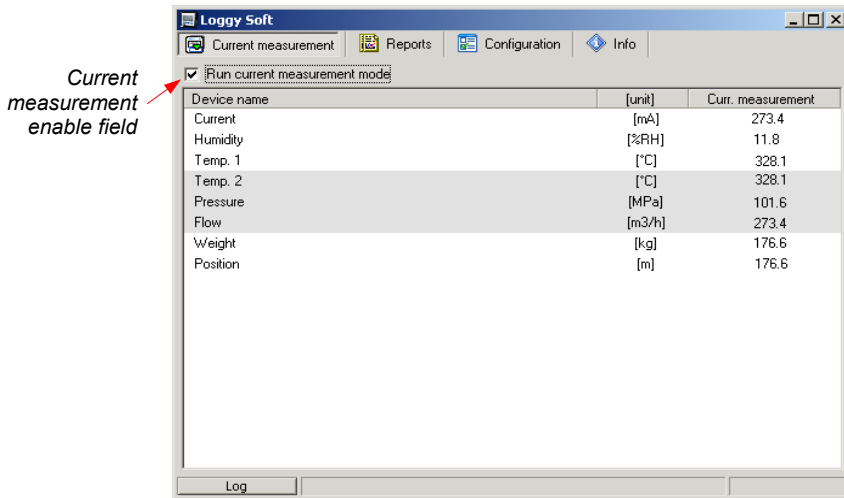 Loggy Soft
Current measurement Reports Configuration Info
Current
measurement
enable field
Run current measurement mode
Device name [unit] Curr. measurement
Current [mA] 273.4
Humidity [%RH] 11.8
Temp. 1 [°C] 328.1
Temp. 2 [°C] 328.1
Pressure [MPa] 101.6
Flow [m3/h] 273.4
Weight [kg] 176.6
Position [m] 176.6
Log